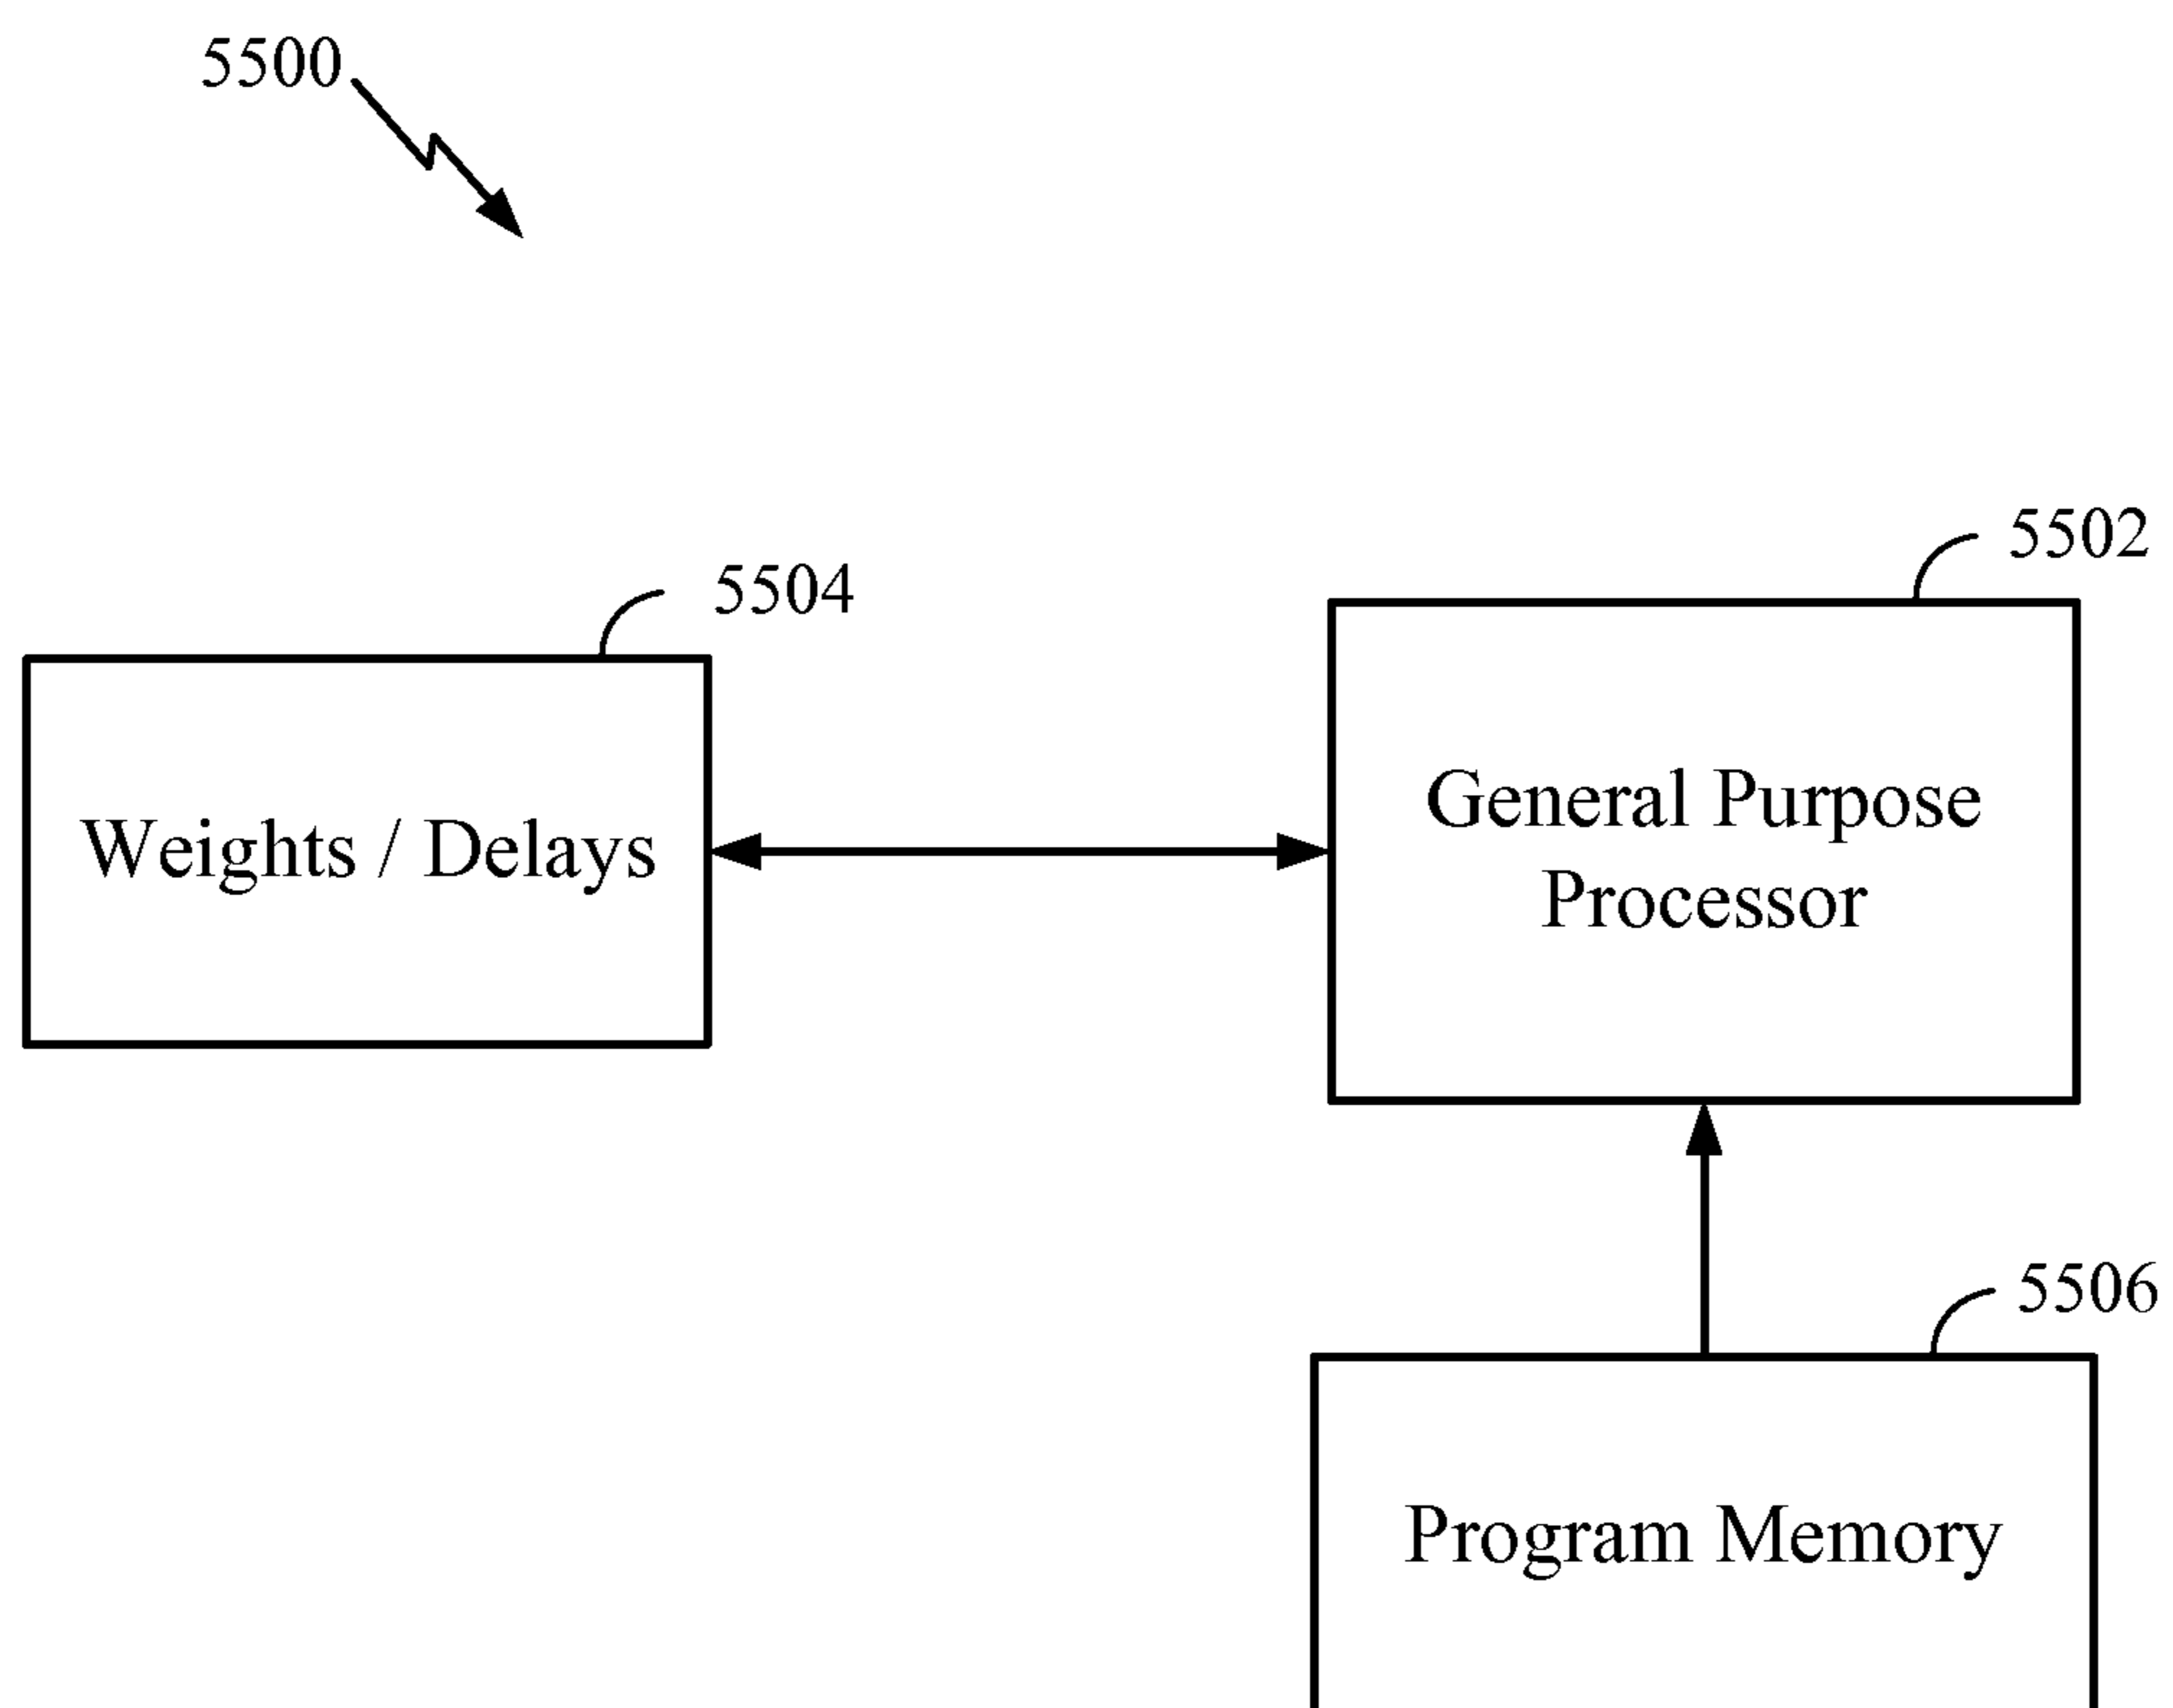 5500
5502
5504
General Purpose
Processor
Weights / Delays
5506
Program Memory